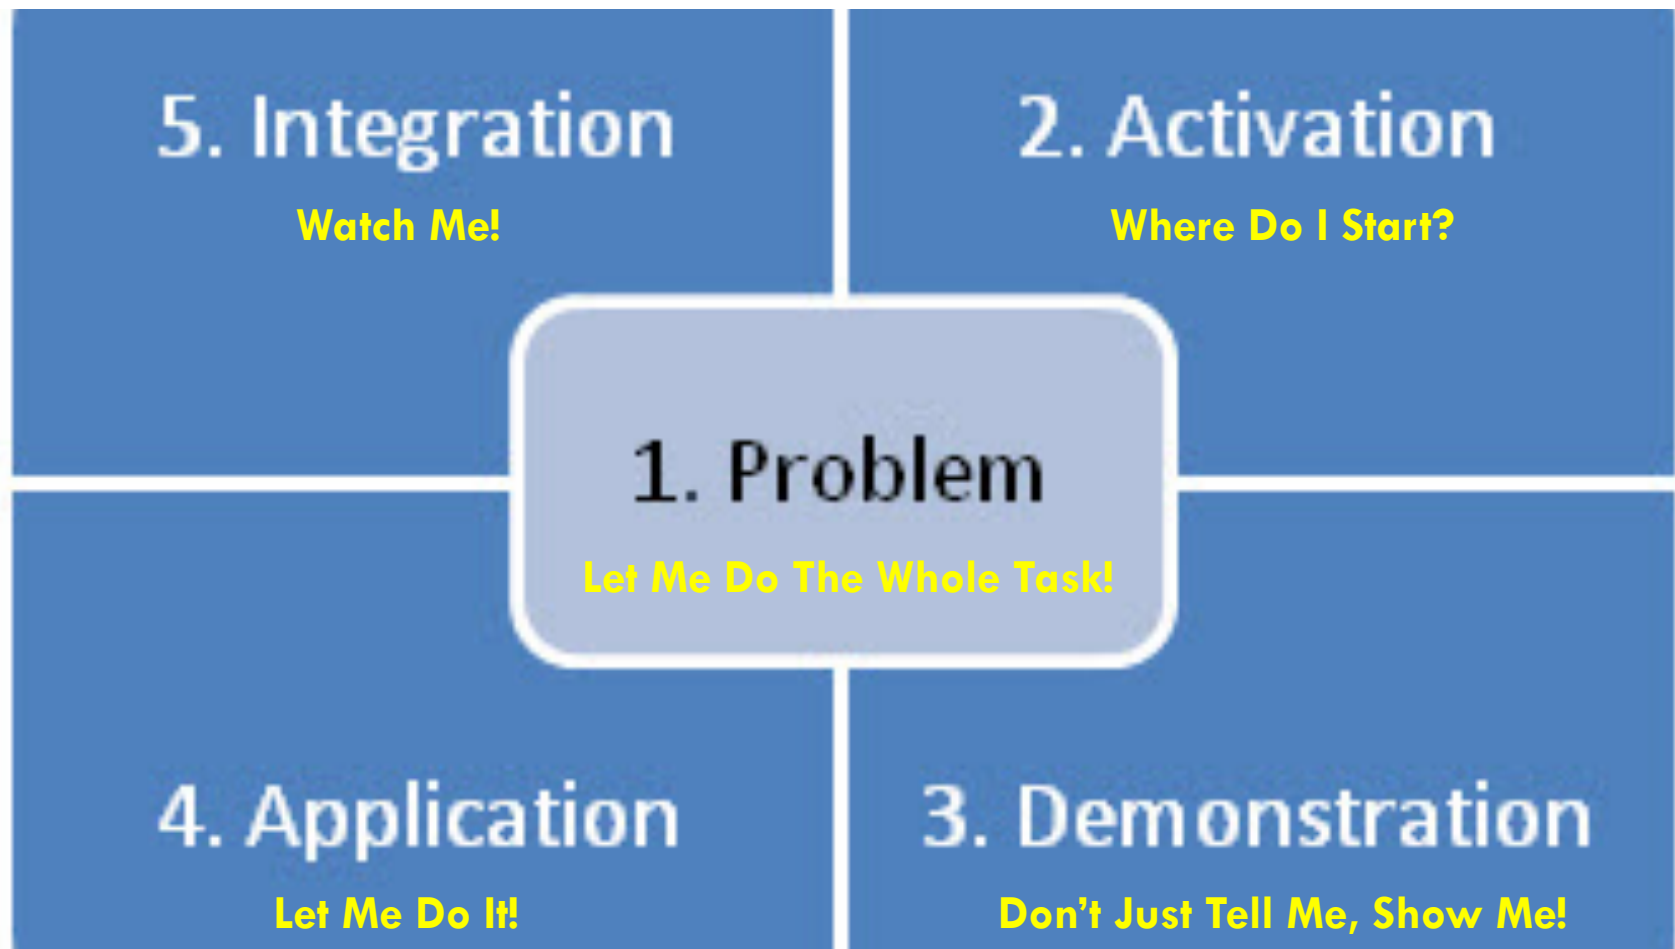 5. Integration
Watch Me!
2. Activation
Where Do I Start?
1. Problem
Let Me Do The Whole Task!
4. Application
Let Me Do It!
3. Demonstration
Don't Just Tell Me, Show Me!